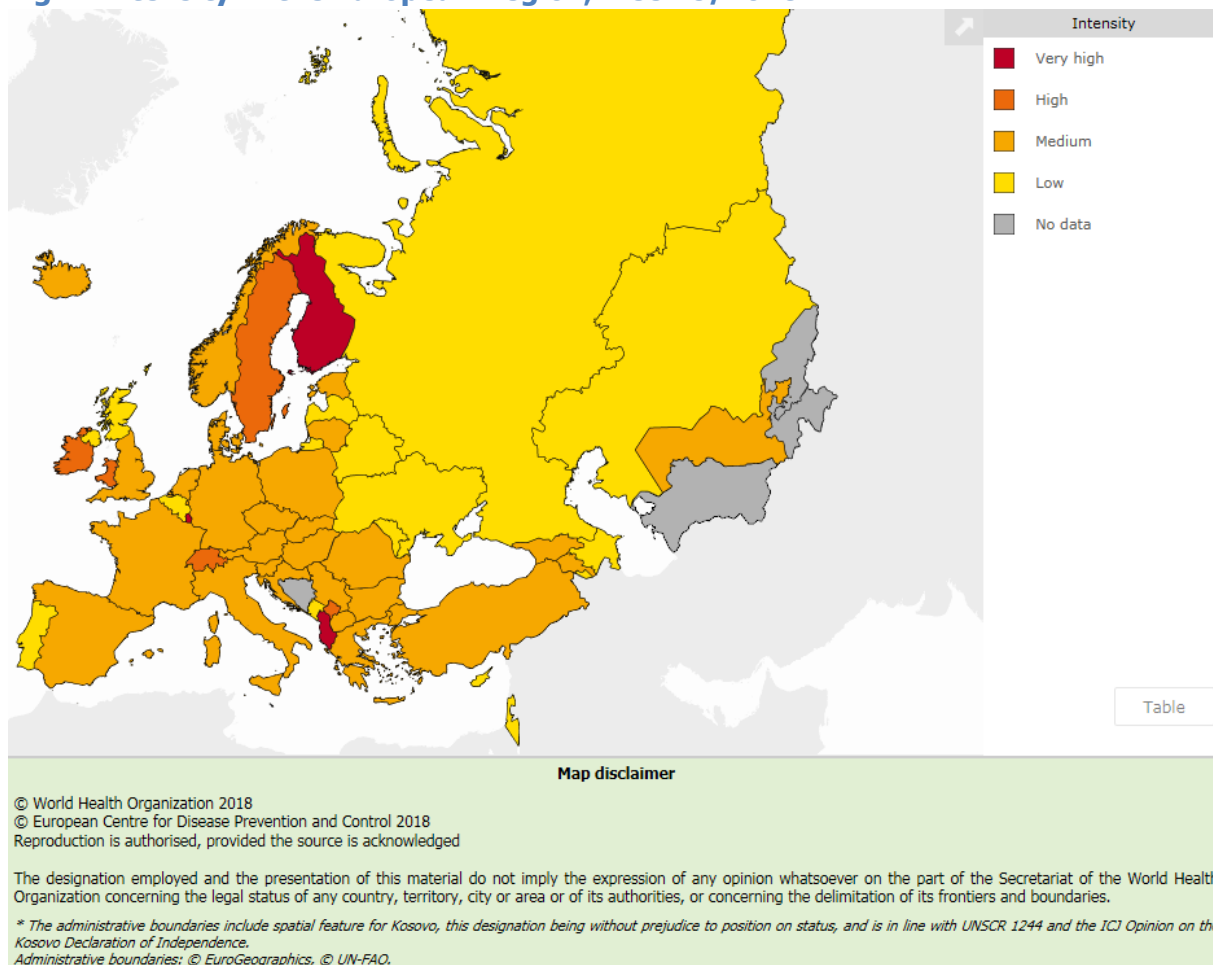 Intensity
Very high
High
Medium
Low
No data
Table
Map disclaimer
© World Health Organization 2018
© European Centre for Disease Prevention and Control 2018
Reproduction is authorised, provided the source is acknowledged
The designation employed and the presentation of this material do not imply the expression of any opinion whatsoever on the part of the Secretariat of the World Health
Organization concerning the legal status of any country, territory, city or area or of its authorities, or concerning the delimitation of its frontiers and boundaries.
* The administrative boundaries include spatial feature for Kosovo, this designation being without prejudice to position on status, and is in line with UNSCR 1244 and the ICJ Opinion on the
Kosovo Declaration of Independence.
Administrative boundaries: © EuroGeographics, © UN-FAO.